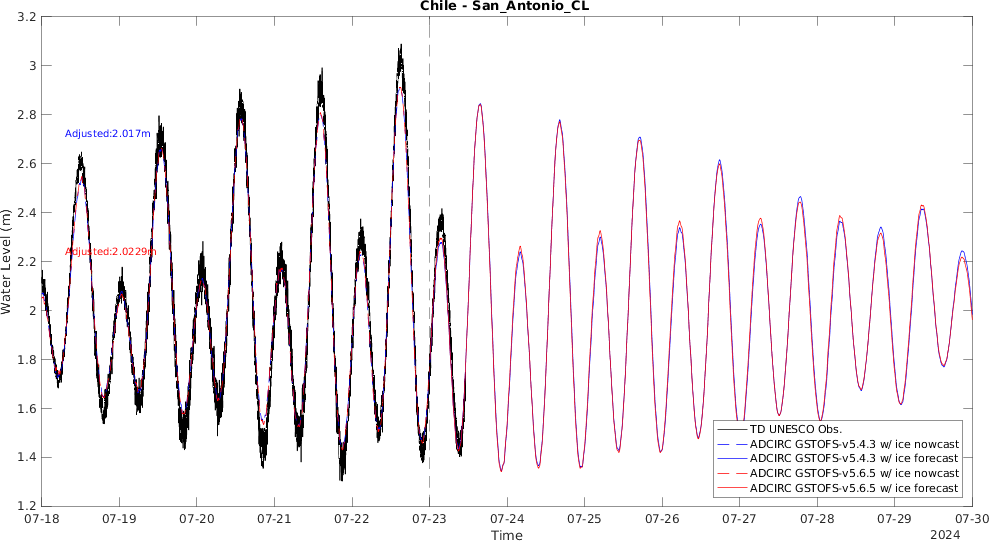 Chile - San_Antonio_CL
3.2
3
2.8
2.6
2.4
2.2
2
1.8
1.6
1.4
1.2
Water Level (m)
Adjusted:2.017m
Adjusted:2.0229m
TD UNESCO Obs.
ADCIRC GSTOFS-v5.4.3 w/ ice nowcast
ADCIRC GSTOFS-v5.4.3 w/ ice forecast
ADCIRC GSTOFS-v5.6.5 w/ ice nowcast
ADCIRC GSTOFS-v5.6.5 w/ ice forecast
07-18 07-19 07-20 07-21 07-22 07-23 07-24 07-25 07-26 07-27 07-28 07-29 07-30
Time
2024